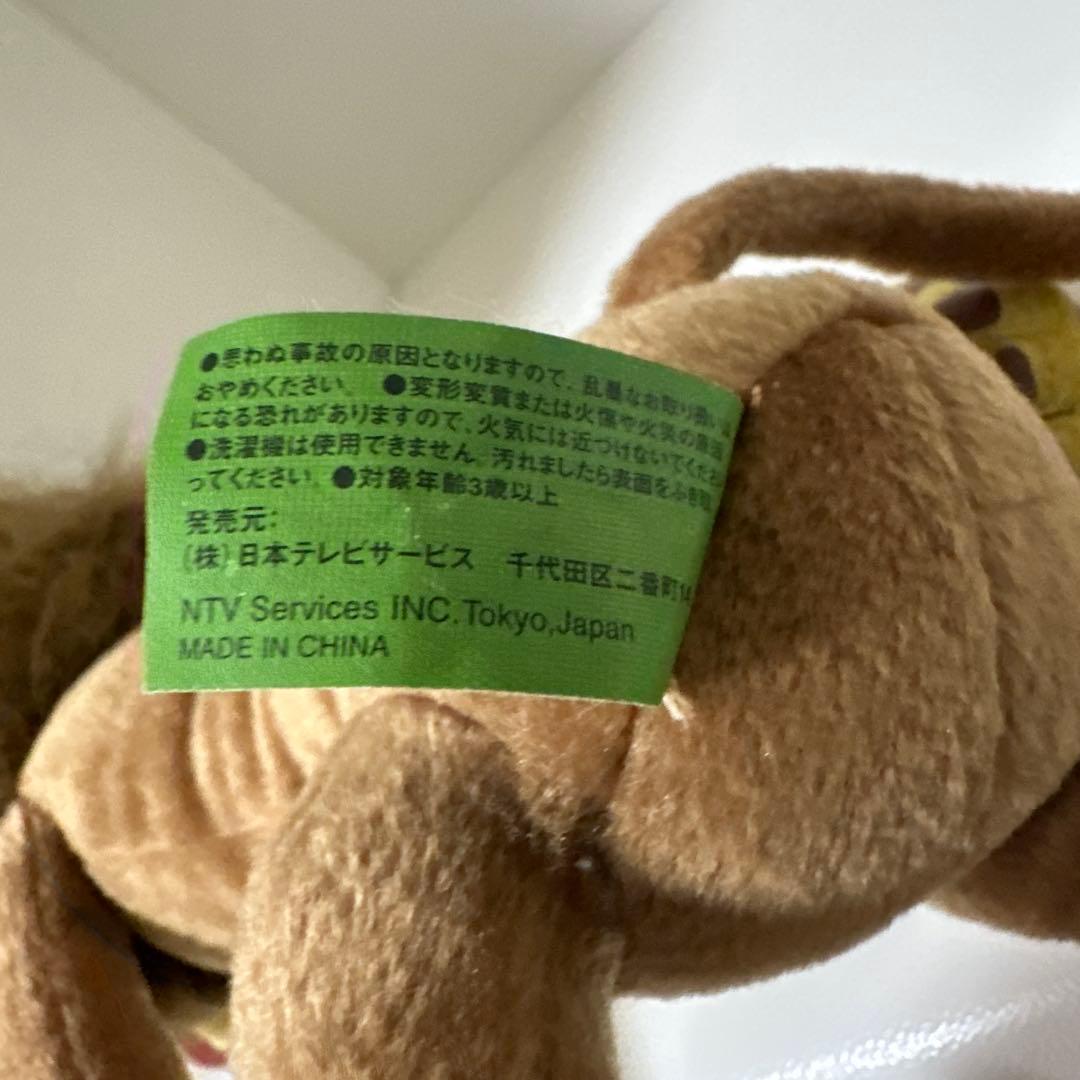 ●思わぬ事故の原因となりますので、乱暴なお取り扱いは
おやめください。 ●変形変質または火傷や火災の原因
になる恐れがありますので、火気には近づけないでくださ
●洗濯機は使用できません。汚れましたら表面をふき取
ってください。 ●対象年齢3歳以上
発売元:
(株)日本テレビサービス 千代田区二番町14
NTV Services INC.Tokyo,Japan
MADE IN CHINA